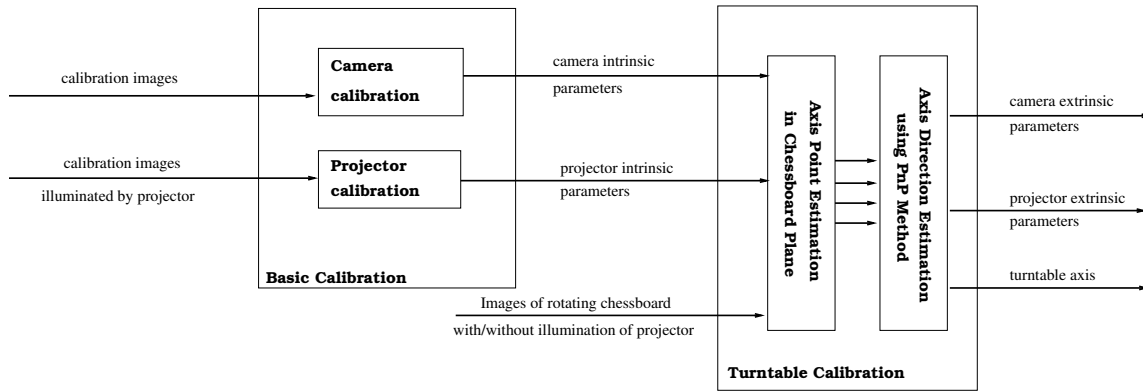 calibration images
calibration images
illuminated by projector
Camera
calibration
Projector
calibration
Basic Calibration
camera intrinsic
parameters
projector intrinsic
parameters
Images of rotating chessboard
with/without illumination of projector
Axis Point Estimation
in Chessboard Plane
Axis Direction Estimation
using PnP Method
Turntable Calibration
camera extrinsic
parameters
projector extrinsic
parameters
turntable axis